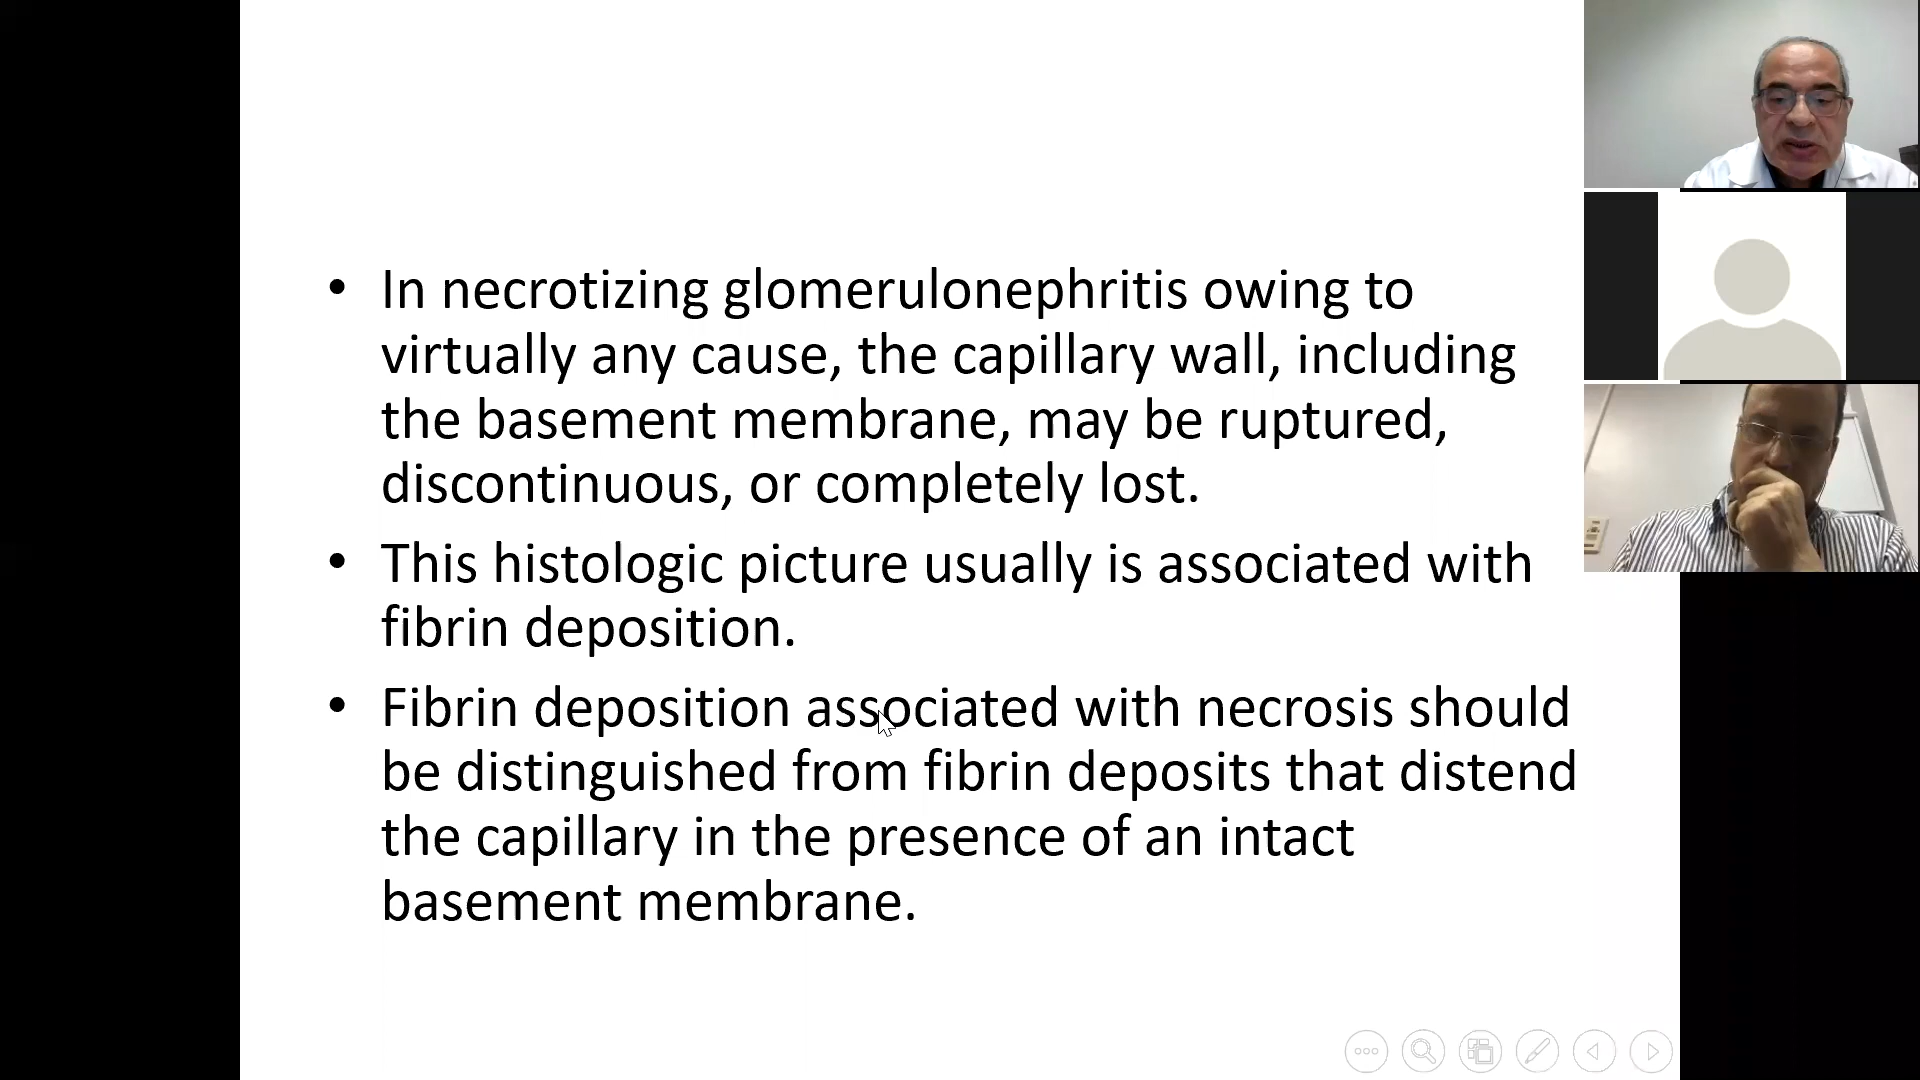 • In necrotizing glomerulonephritis owing to
virtually any cause, the capillary wall, including
the basement membrane, may be ruptured,
discontinuous, or completely lost.
• This histologic picture usually is associated with
fibrin deposition.
• Fibrin deposition associated with necrosis should
be distinguished from fibrin deposits that distend
the capillary in the presence of an intact
basement membrane.